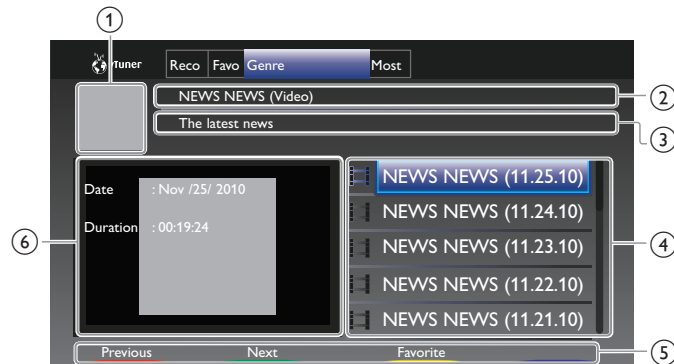 1
vTuner Reco Favo Genre Most
NEWS NEWS (Video)
2
The latest news
3
Date : Nov /25/ 2010
Duration : 00:19:24
6
NEWS NEWS (11.25.10)
NEWS NEWS (11.24.10)
NEWS NEWS (11.23.10)
NEWS NEWS (11.22.10)
NEWS NEWS (11.21.10)
4
Previous Next Favorite
5